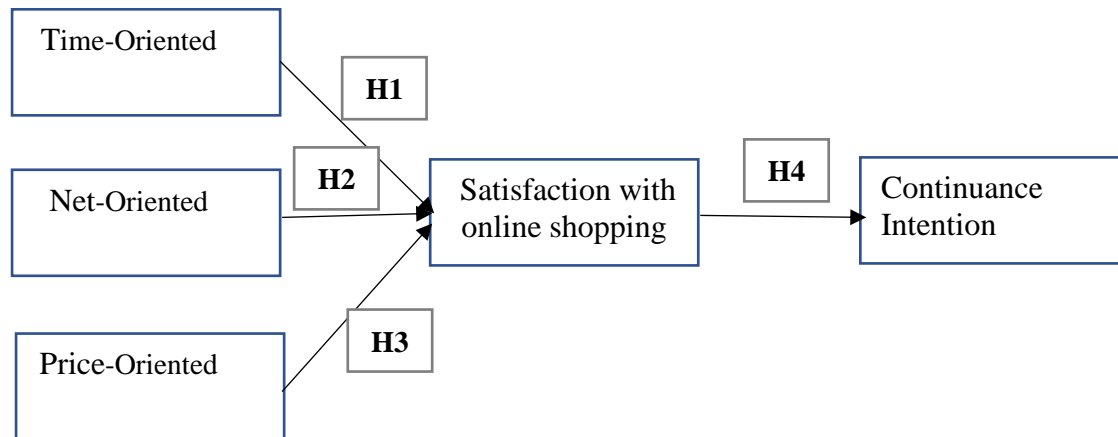 Time-Oriented
H1
Net-Oriented
H2
Satisfaction with
online shopping
H4
Continuance
Intention
H3
Price-Oriented